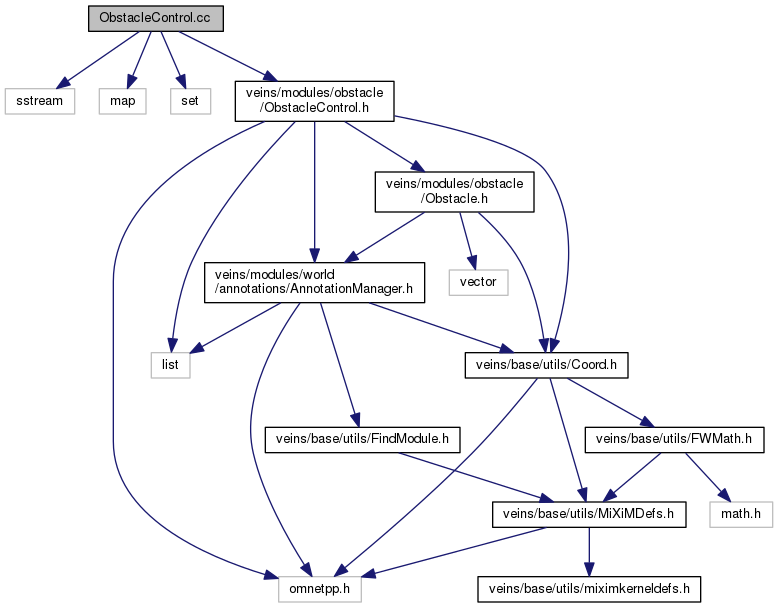 ObstacleControl.cc
sstream
map
set
veins/modules/obstacle
/ObstacleControl.h
veins/modules/obstacle
/Obstacle.h
veins/modules/world
/annotations/AnnotationManager.h
vector
list
veins/base/utils/Coord.h
veins/base/utils/FindModule.h
veins/base/utils/FWMath.h
veins/base/utils/MiXiMDefs.h
math.h
omnetpp.h
veins/base/utils/miximkerneldefs.h